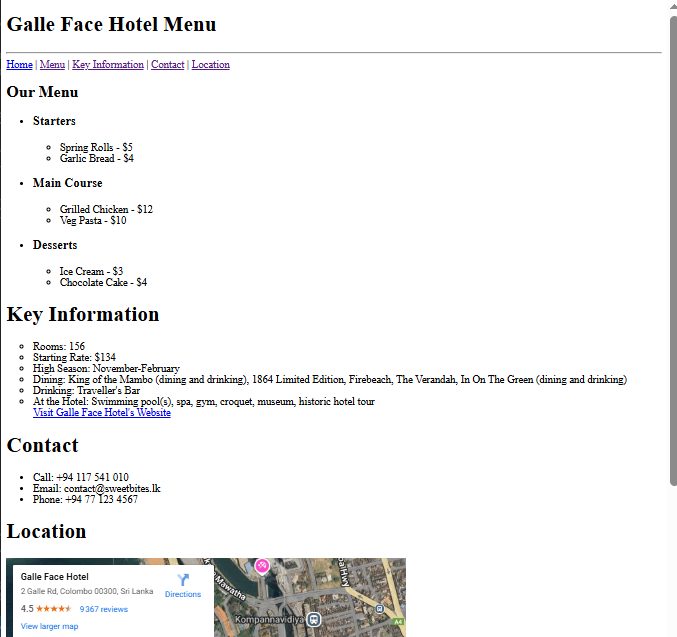 Galle Face Hotel Menu
Home | Menu | Key Information | Contact | Location
Our Menu
Starters
Spring Rolls - $5
Garlic Bread - $4
Main Course
Grilled Chicken - $12
Veg Pasta - $10
Desserts
Ice Cream - $3
Chocolate Cake - $4
Key Information
Rooms: 156
Starting Rate: $134
High Season: November-February
Dining: King of the Mambo (dining and drinking), 1864 Limited Edition, Firebeach, The Verandah, In On The Green (dining and drinking)
Drinking: Traveller's Bar
At the Hotel: Swimming pool(s), spa, gym, croquet, museum, historic hotel tour
Visit Galle Face Hotel's Website
Contact
Call: +94 117 541 010
Email: contact@sweetbites.lk
Phone: +94 77 123 4567
Location
Galle Face Hotel
2 Galle Rd, Colombo 00300, Sri Lanka
Directions
4.5
9367 reviews
View larger map
Mawatha
Kompannavidiya
A4